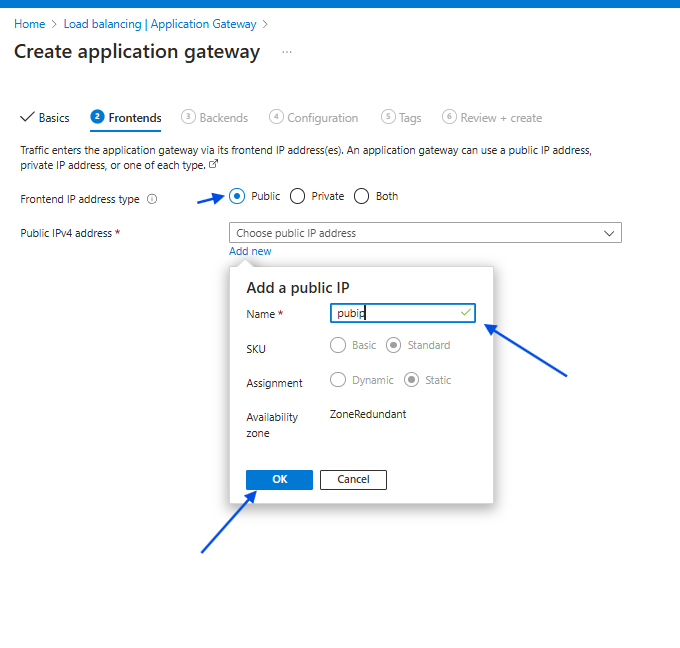 Home > Load balancing | Application Gateway >
Create application gateway ...
Basics 2 Frontends 3 Backends 4 Configuration 5 Tags 6 Review + create
Traffic enters the application gateway via its frontend IP address(es). An application gateway can use a public IP address,
private IP address, or one of each type.
Frontend IP address type Public Private Both
Public IPv4 address * Choose public IP address
Add new
Add a public IP
Name * pubip
SKU Basic Standard
Assignment Dynamic Static
Availability ZoneRedundant
zone
OK Cancel